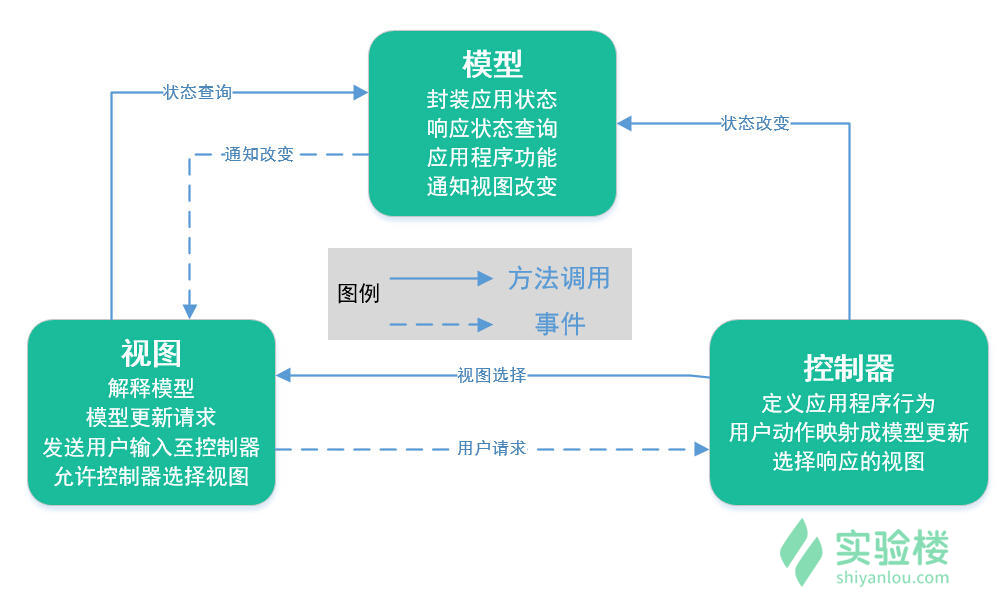 模型
封装应用状态
响应状态查询
应用程序功能
通知视图改变
状态查询
通知改变
状态改变
图例
方法调用
事件
视图
解释模型
模型更新请求
发送用户输入至控制器
允许控制器选择视图
视图选择
用户请求
控制器
定义应用程序行为
用户动作映射成模型更新
选择响应的视图
实验楼
shiyanlou.com